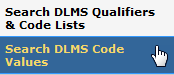 Search DLMS Qualifiers
& Code Lists
Search DLMS Code
Values